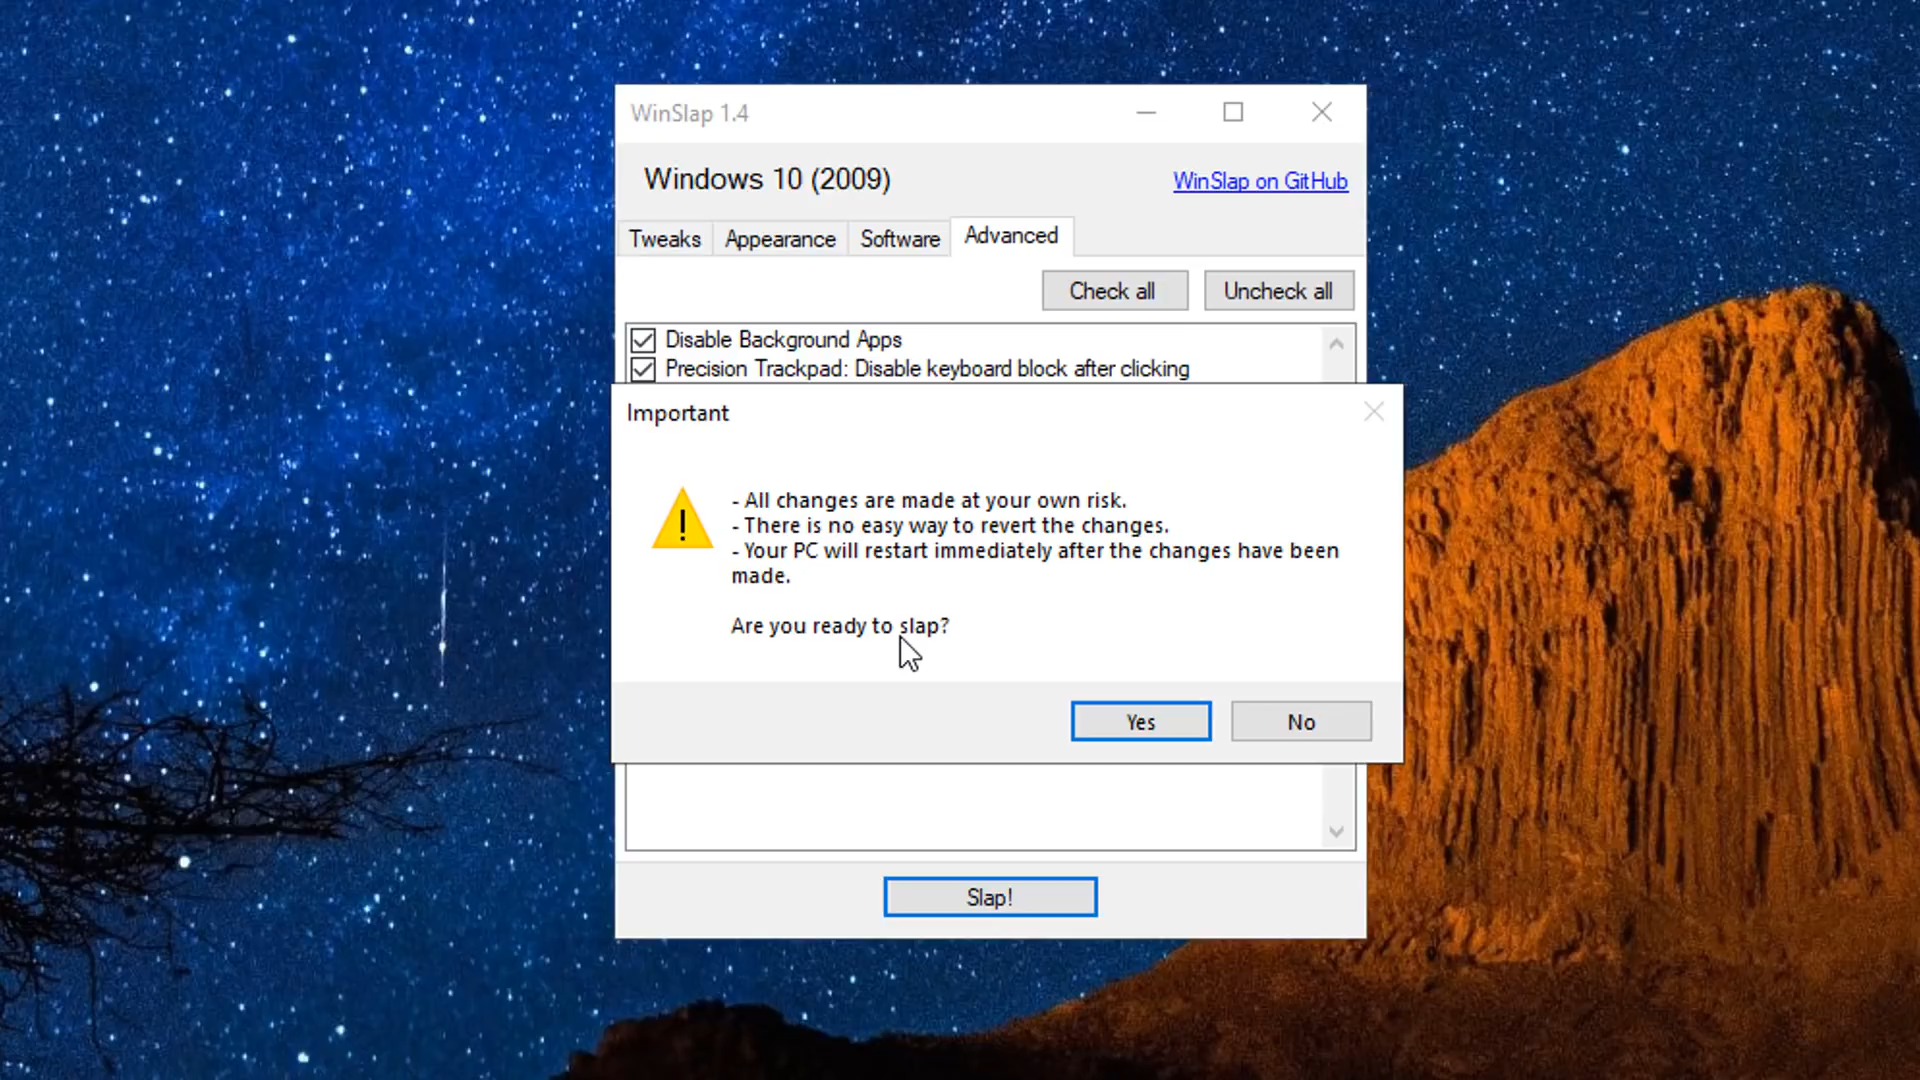 WinSlap 1.4
Windows 10 (2009)
WinSlap on GitHub
Tweaks
Appearance
Software
Advanced
Check all
Uncheck all
Disable Background Apps
Precision Trackpad: Disable keyboard block after clicking
Important
!
- All changes are made at your own risk.
- There is no easy way to revert the changes.
- Your PC will restart immediately after the changes have been
made.
Are you ready to slap?
Yes
No
Slap!